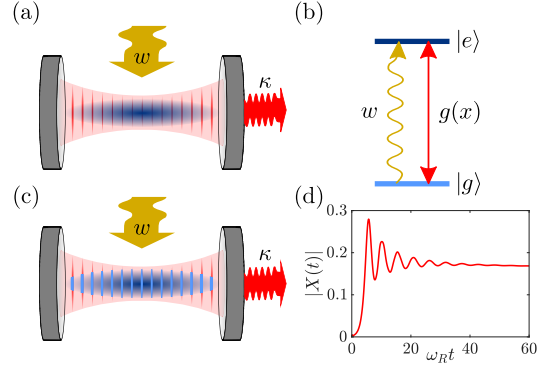 (a)
w
κ
(b)
|e⟩
w
g(x)
|g⟩
(c)
w
κ
(d)
0.3
0.2
0.1
0
|X(t)|
0 20 40 60
ω_R t